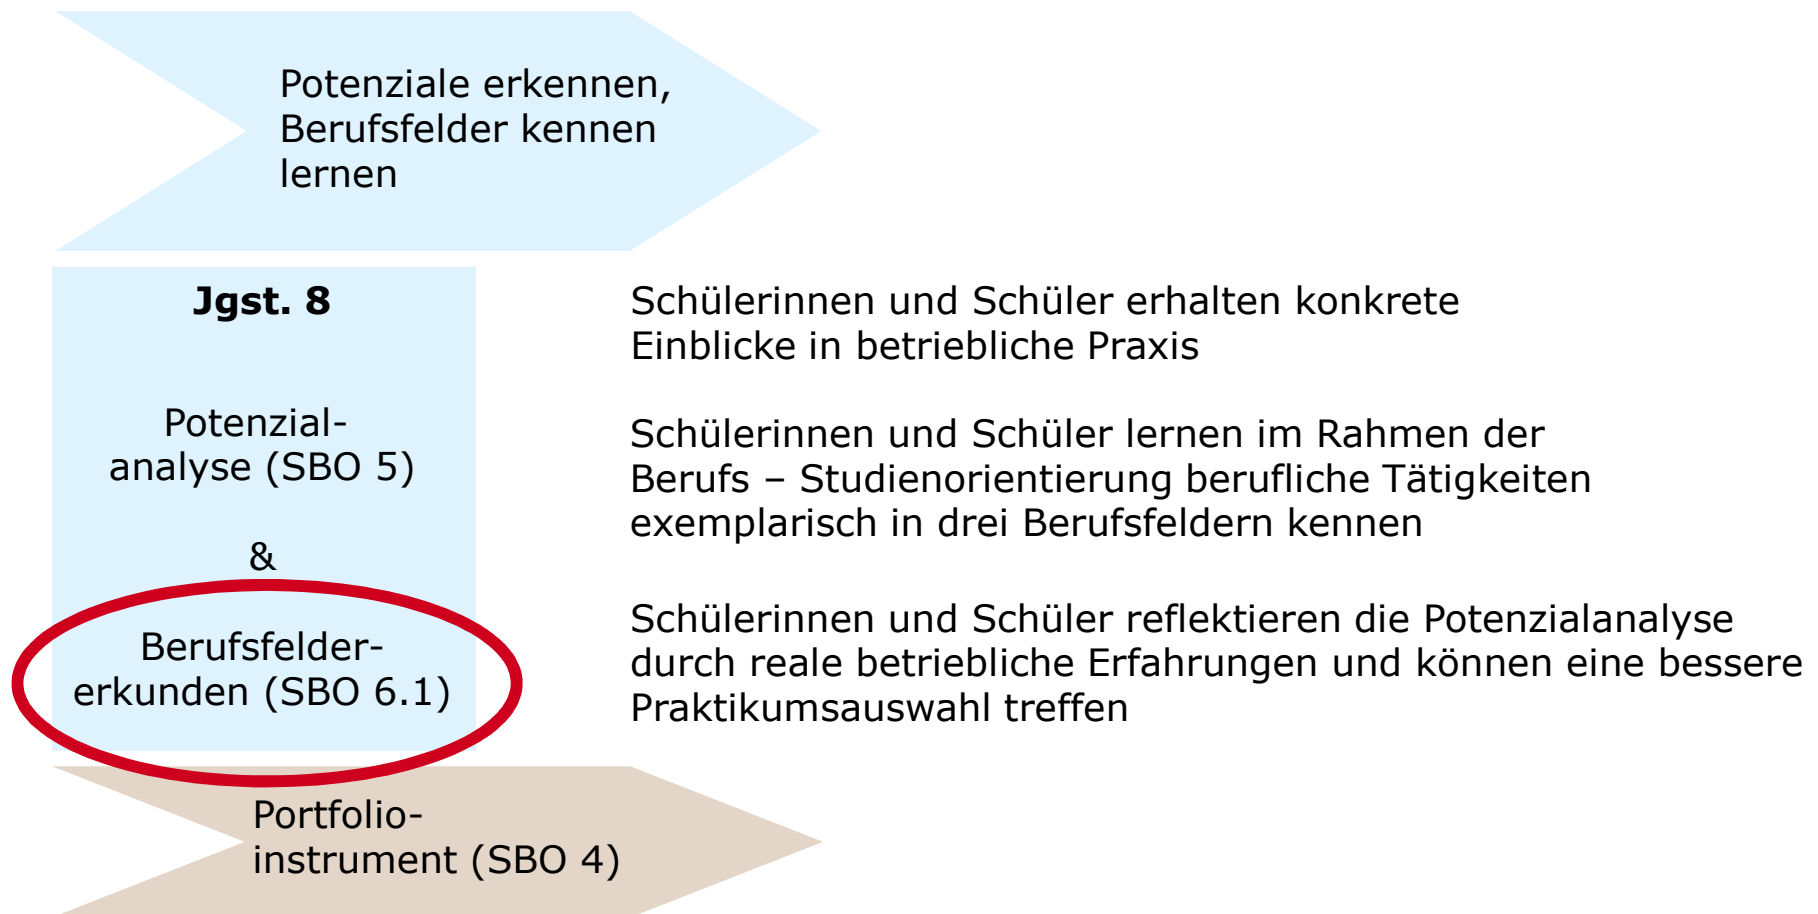 Potenziale erkennen,
Berufsfelder kennen
lernen
Jgst. 8
Potenzial-
analyse (SBO 5)
&
Berufsfelder-
erkunden (SBO 6.1)
Schülerinnen und Schüler erhalten konkrete
Einblicke in betriebliche Praxis
Schülerinnen und Schüler lernen im Rahmen der
Berufs – Studienorientierung berufliche Tätigkeiten
exemplarisch in drei Berufsfeldern kennen
Schülerinnen und Schüler reflektieren die Potenzialanalyse
durch reale betriebliche Erfahrungen und können eine bessere
Praktikumsauswahl treffen
Portfolio-
instrument (SBO 4)